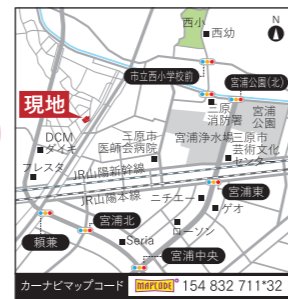 西小
西幼
N
市立西小学校前
宮浦公園(北)
三原
消防署
宮浦
公園
現地
DCM
ダイキ
三原市
医師会病院
宮浦浄水場
三原市
芸術文化
センター
フレスタ
JR山陽新幹線
JR山陽本線
ニチエー
宮浦東
ゲオ
宮浦北
頼兼
Seria
ローソン
宮浦中央
カーナビマップコード MAPCODE® 154 832 711*32